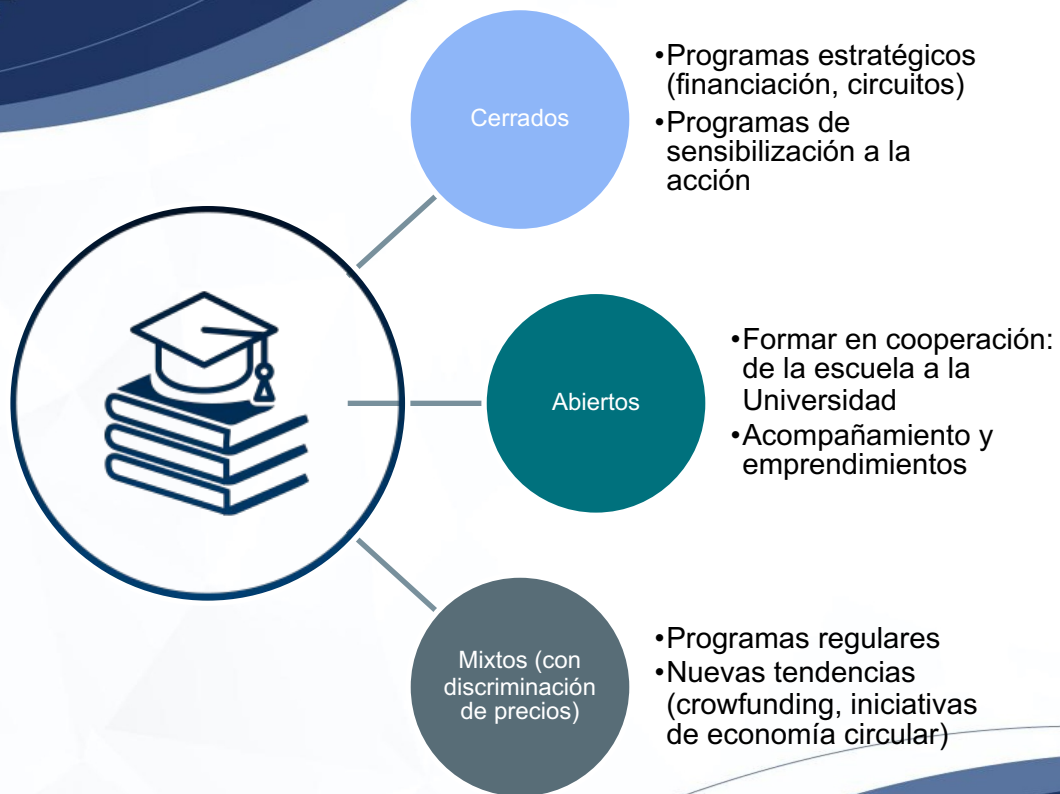 Cerrados
•Programas estratégicos
(financiación, circuitos)
•Programas de
sensibilización a la
acción
Abiertos
•Formar en cooperación:
de la escuela a la
Universidad
•Acompañamiento y
emprendimientos
Mixtos (con
discriminación
de precios)
•Programas regulares
•Nuevas tendencias
(crowfunding, iniciativas
de economía circular)